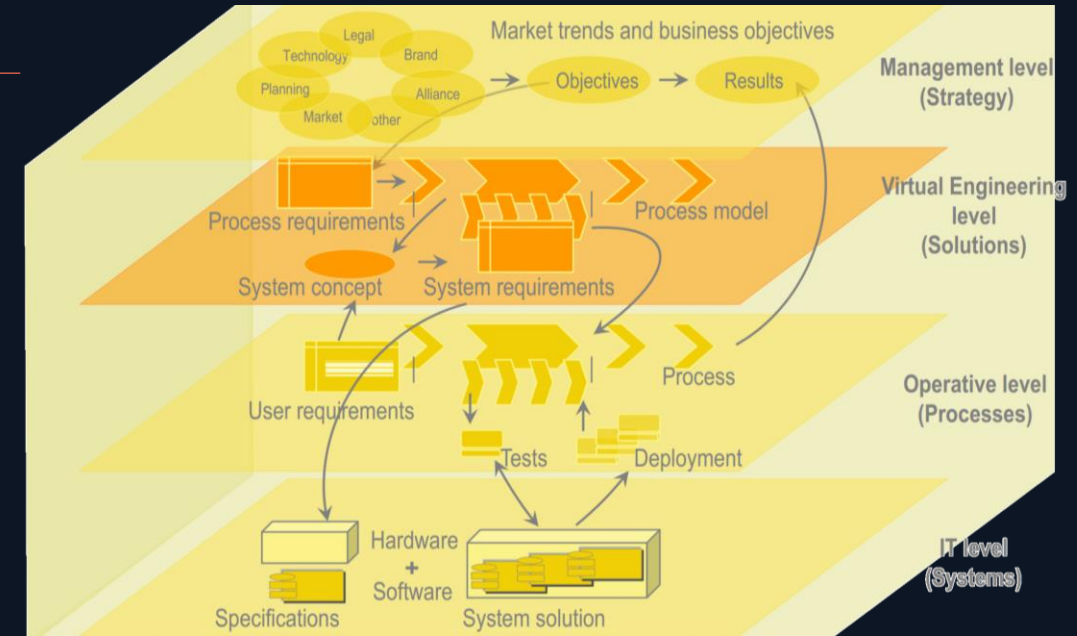 Market trends and business objectives
Legal
Technology
Brand
Planning
Alliance
Market
other
Objectives
Results
Management level
(Strategy)
Process requirements
Process model
System concept
System requirements
Virtual Engineering
level
(Solutions)
User requirements
Process
Tests
Deployment
Operative level
(Processes)
Hardware
+
Software
Specifications
System solution
IT level
(Systems)